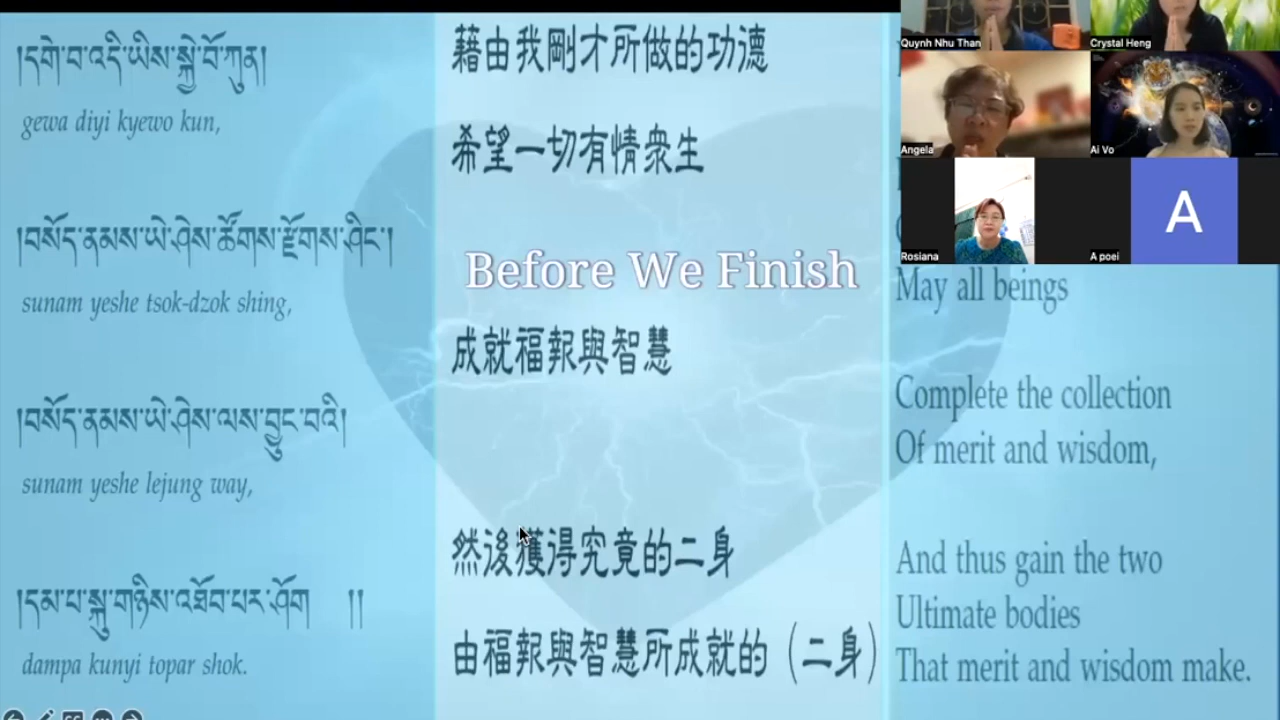 །དགེ་བ་འདི་ཡིས་སྐྱེ་བོ་ཀུན།
gewa diyi kyewo kun,
།བསོད་ནམས་ཡེ་ཤེས་ཚོགས་རྫོགས་ཤིང་།
sunam yeshe tsok-dzok shing,
།བསོད་ནམས་ཡེ་ཤེས་ལས་བྱུང་བའི།
sunam yeshe lejung way,
།དམ་པ་སྐུ་གཉིས་འཐོབ་པར་ཤོག །།
dampa kunyi topar shok.
藉由我剛才所做的功德
希望一切有情衆生
Before We Finish
成就福報與智慧
然後獲得究竟的二身
由福報與智慧所成就的（二身）
May all beings
Complete the collection
Of merit and wisdom,
And thus gain the two
Ultimate bodies
That merit and wisdom make.
Quynh Nhu Than
Crystal Heng
Angela
Ai Vo
Rosiana
A
A poei